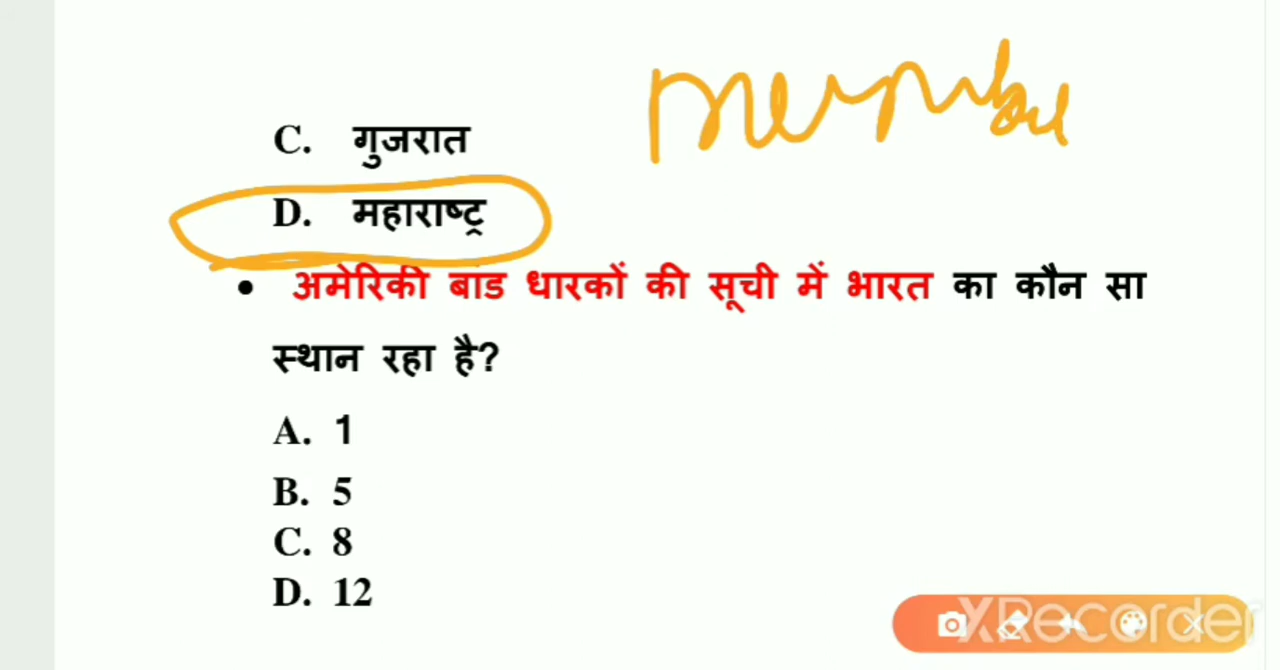 C. गुजरात
D. महाराष्ट्र
• अमेरिकी बाड धारकों की सूची में भारत का कौन सा
स्थान रहा है?
A. 1
B. 5
C. 8
D. 12
XRecorder